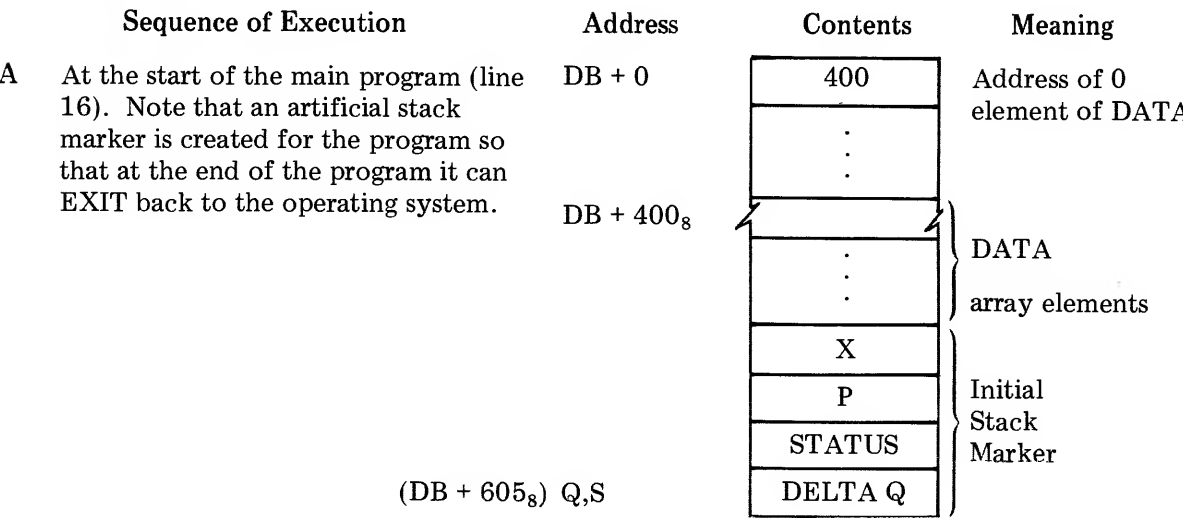 Sequence of Execution Address Contents Meaning
A At the start of the main program (line
16). Note that an artificial stack
marker is created for the program so
that at the end of the program it can
EXIT back to the operating system.
DB + 0 400 Address of 0
element of DATA
DB + 400₈
DATA
array elements
X
P
STATUS
Initial
Stack
Marker
(DB + 605₈) Q,S DELTA Q